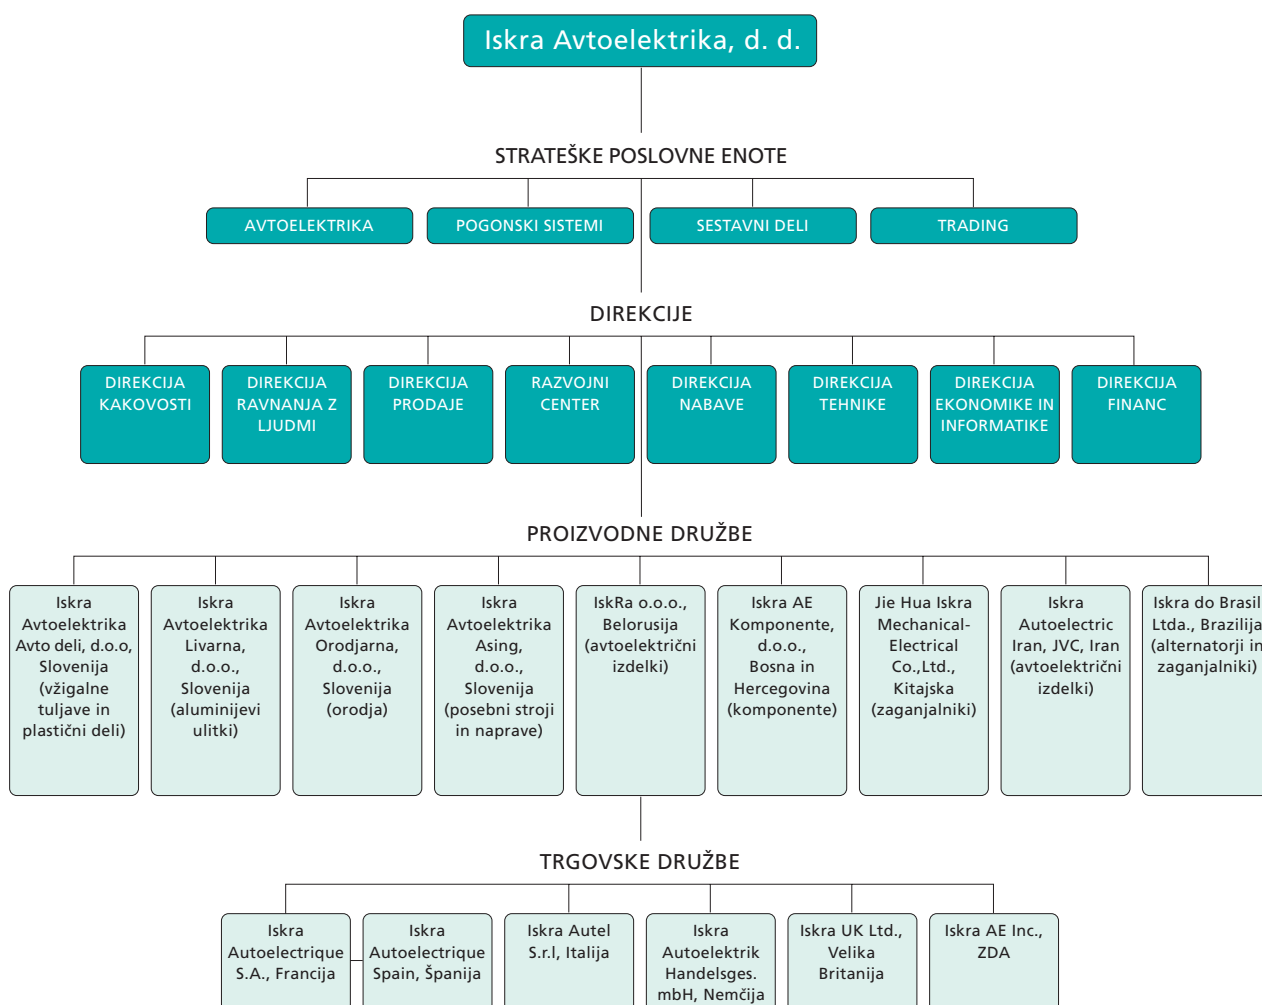 Iskra Avtoelektrika, d. d.
STRATEŠKE POSLOVNE ENOTE
AVTOELEKTRIKA
POGONSKI SISTEMI
SESTAVNI DELI
TRADING
DIREKCIJE
DIREKCIJA
KAKOVOSTI
DIREKCIJA
RAVNANJA Z
LJUDMI
DIREKCIJA
PRODAJE
RAZVOJNI
CENTER
DIREKCIJA
NABAVE
DIREKCIJA
TEHNIKE
DIREKCIJA
EKONOMIKE IN
INFORMATIKE
DIREKCIJA
FINANC
PROIZVODNE DRUŽBE
Iskra
Avtoelektrika
Avto deli, d.o.o,
Slovenija
(vžigalne
tuljave in
plastični deli)
Iskra
Avtoelektrika
Livarna,
d.o.o.,
Slovenija
(aluminijevi
ulitki)
Iskra
Avtoelektrika
Orodjarna,
d.o.o.,
Slovenija
(orodja)
Iskra
Avtoelektrika
Asing,
d.o.o.,
Slovenija
(posebni stroji
in naprave)
IskRa o.o.o.,
Belorusija
(avtoelektrični
izdelki)
Iskra AE
Komponente,
d.o.o.,
Bosna in
Hercegovina
(komponente)
Jie Hua Iskra
Mechanical-
Electrical
Co.,Ltd.,
Kitajska
(zaganjalniki)
Iskra
Autoelectric
Iran, JVC, Iran
(avtoelektrični
izdelki)
Iskra do Brasil
Ltda., Brazilija
(alternatorji in
zaganjalniki)
TRGOVSKE DRUŽBE
Iskra
Autoelectrique
S.A., Francija
Iskra
Autoelectrique
Spain, Španija
Iskra Autel
S.r.l, Italija
Iskra
Autoelektrik
Handelsges.
mbH, Nemčija
Iskra UK Ltd.,
Velika
Britanija
Iskra AE Inc.,
ZDA